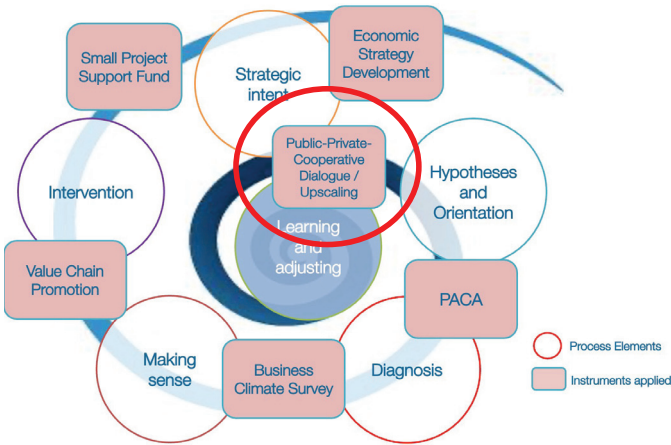 Small Project
Support Fund
Strategic
intent
Economic
Strategy
Development
Public-Private-
Cooperative
Dialogue /
Upscaling
Intervention
Hypotheses
and
Orientation
Learning
and
adjusting
Value Chain
Promotion
PACA
Making
sense
Business
Climate Survey
Diagnosis
Process Elements
Instruments applied